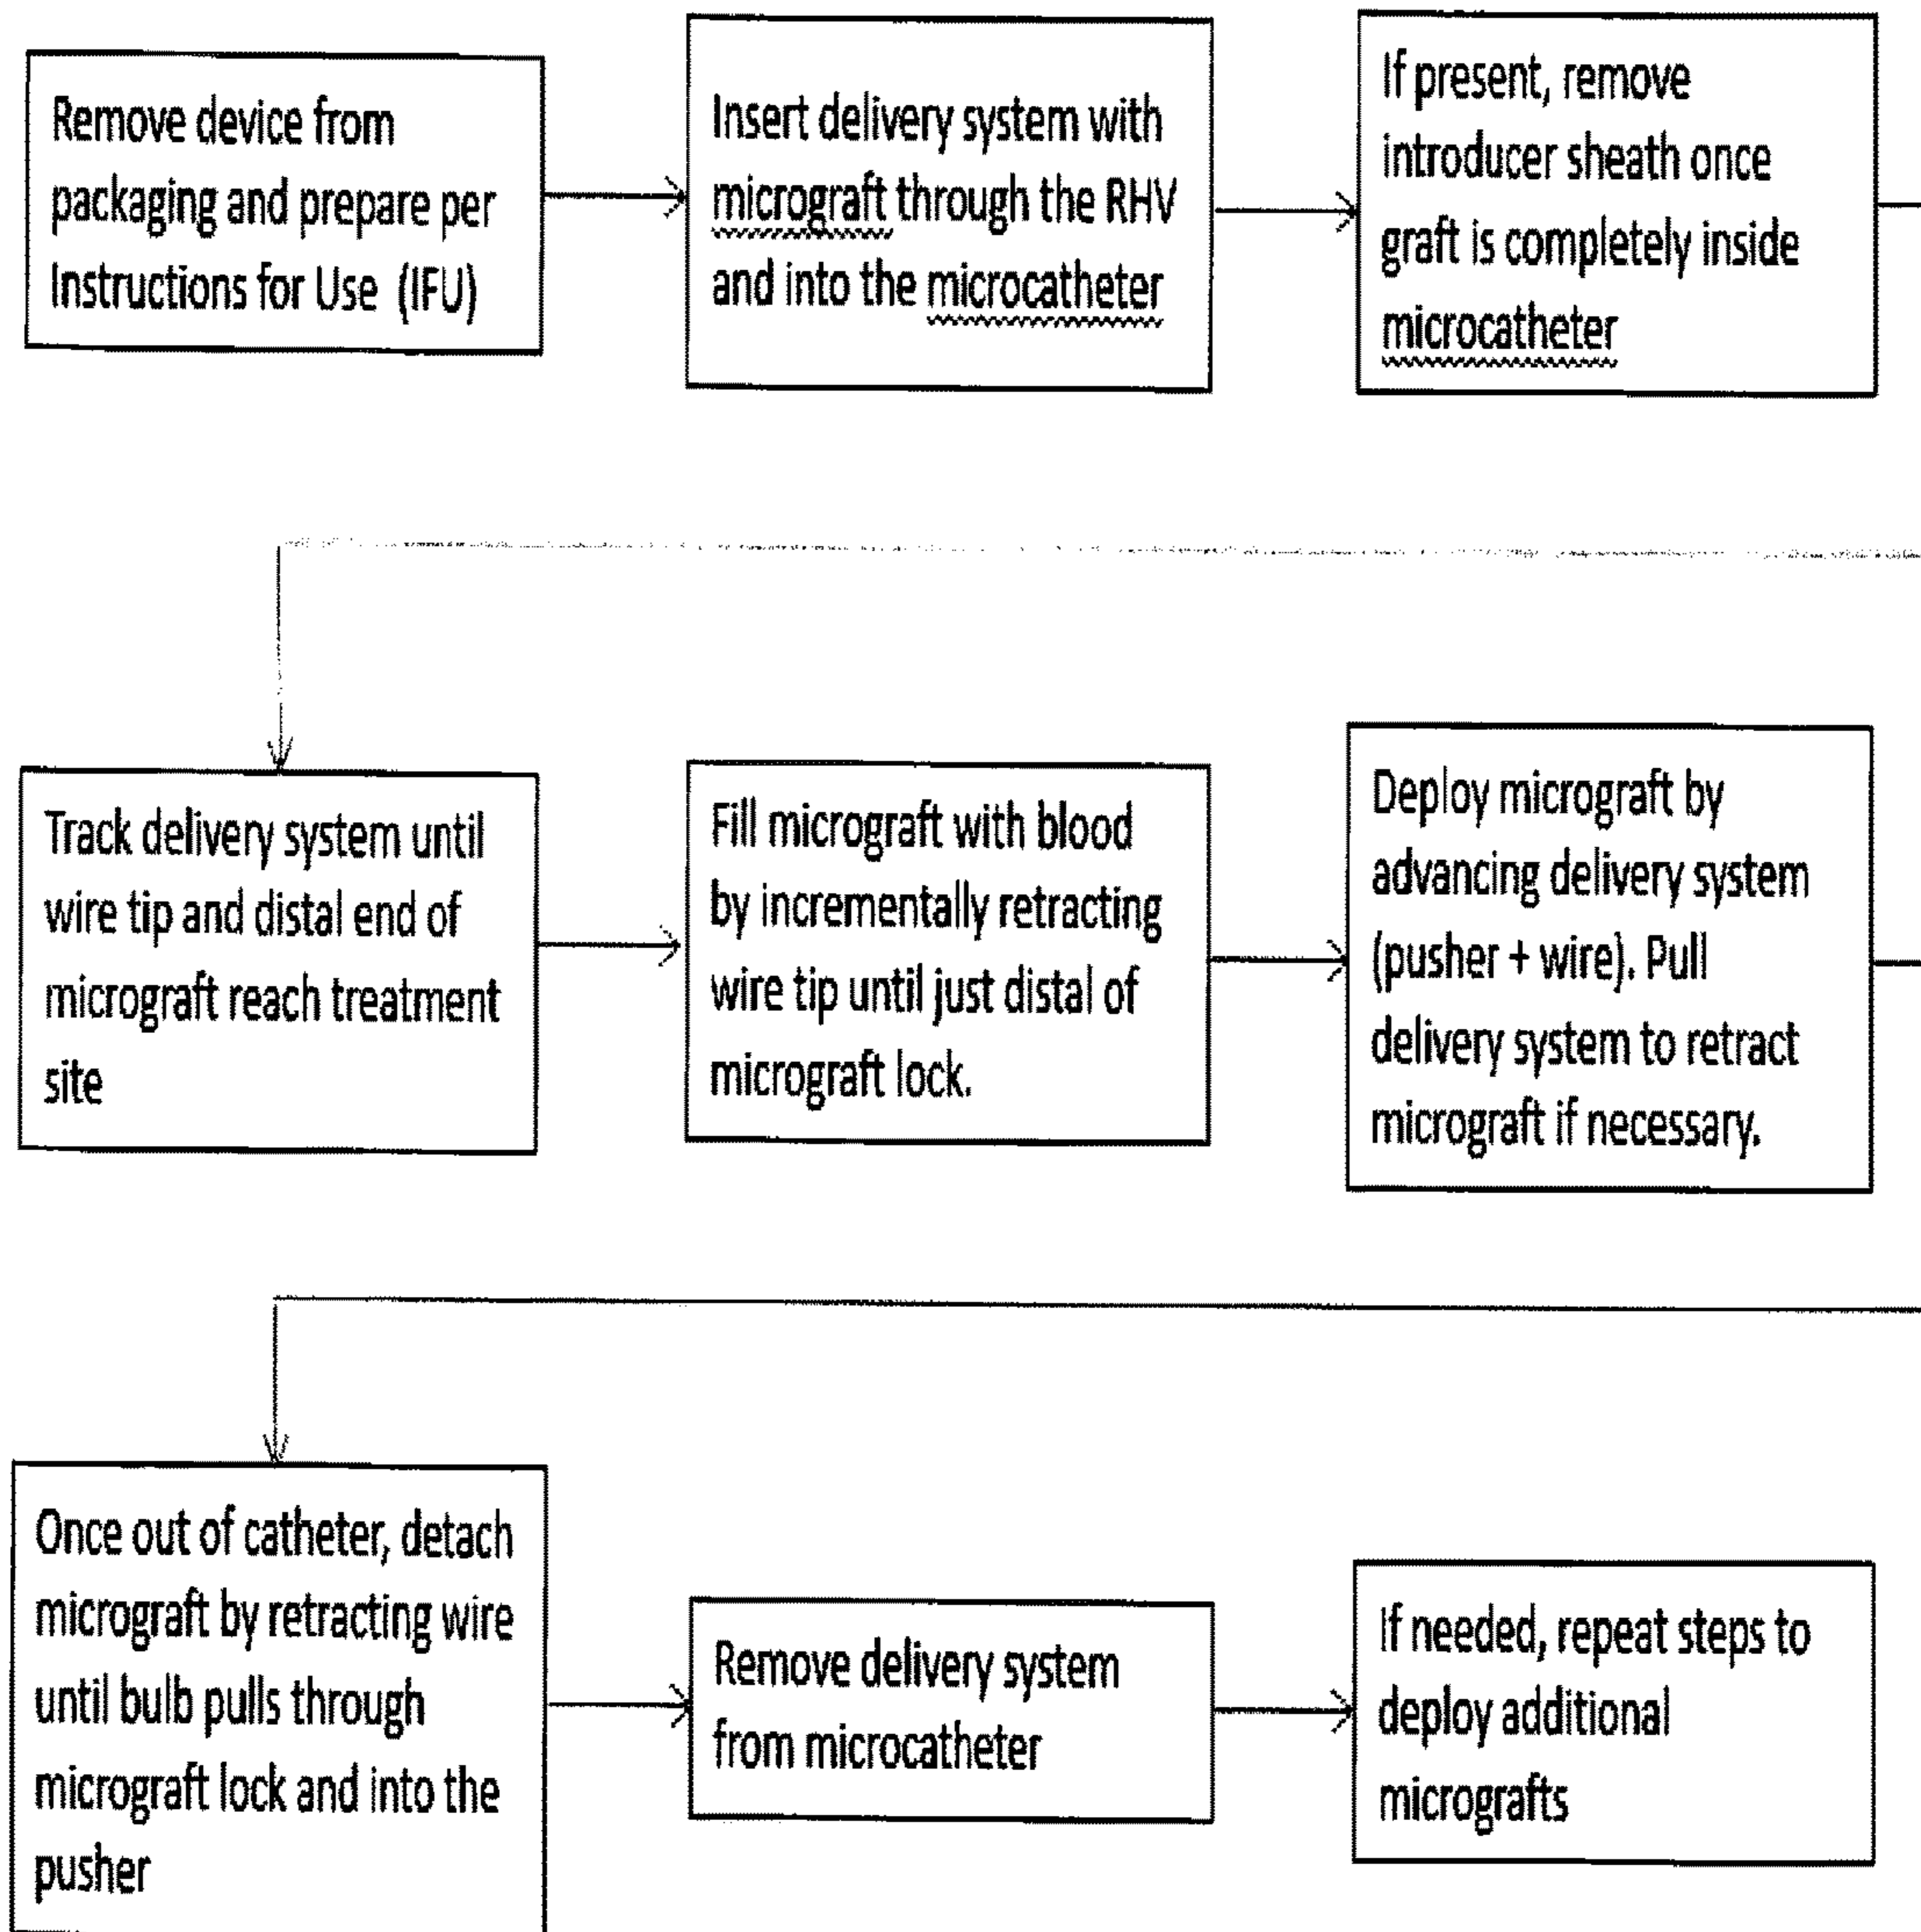 Remove device from
packaging and prepare per
Instructions for Use (IFU)
Insert delivery system with
micrograft through the RHV
and into the microcatheter
If present, remove
introducer sheath once
graft is completely inside
microcatheter
Track delivery system until
wire tip and distal end of
micrograft reach treatment
site
Fill micrograft with blood
by incrementally retracting
wire tip until just distal of
micrograft lock.
Deploy micrograft by
advancing delivery system
(pusher + wire). Pull
delivery system to retract
micrograft if necessary.
Once out of catheter, detach
micrograft by retracting wire
until bulb pulls through
micrograft lock and into the
pusher
Remove delivery system
from microcatheter
If needed, repeat steps to
deploy additional
micrografts